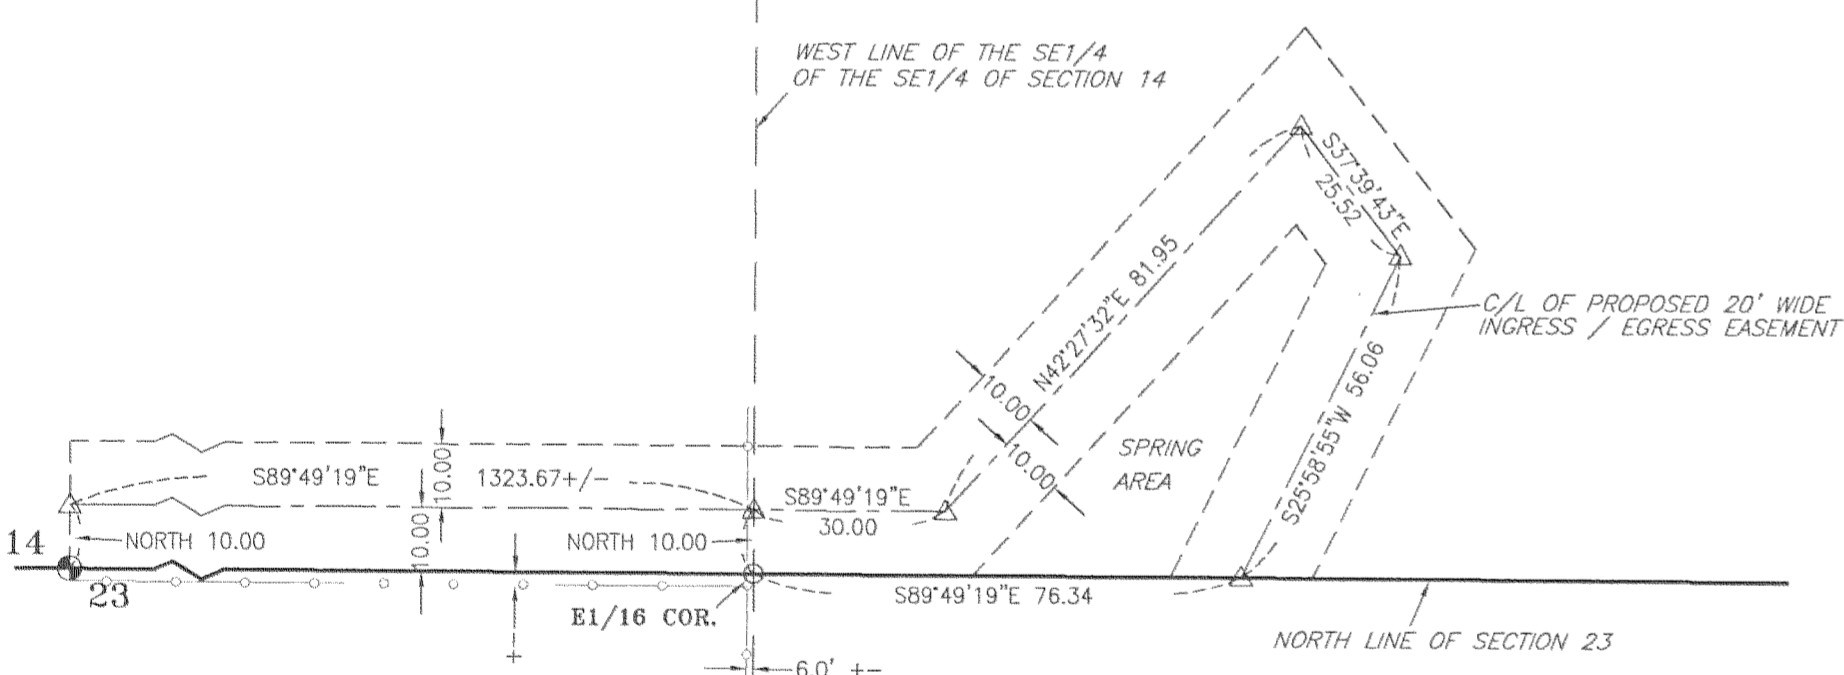 WEST LINE OF THE SE1/4
OF THE SE1/4 OF SECTION 14
S37°39'43"E
25.52
N42°27'32"E 81.95
C/L OF PROPOSED 20' WIDE
INGRESS / EGRESS EASEMENT
S25°58'55"W 56.06
10.00
10.00
SPRING
AREA
S89°49'19"E 1323.67+/-
10.00
10.00
S89°49'19"E
30.00
14
NORTH 10.00
NORTH 10.00
23
S89°49'19"E 76.34
E1/16 COR.
NORTH LINE OF SECTION 23
6.0' +-